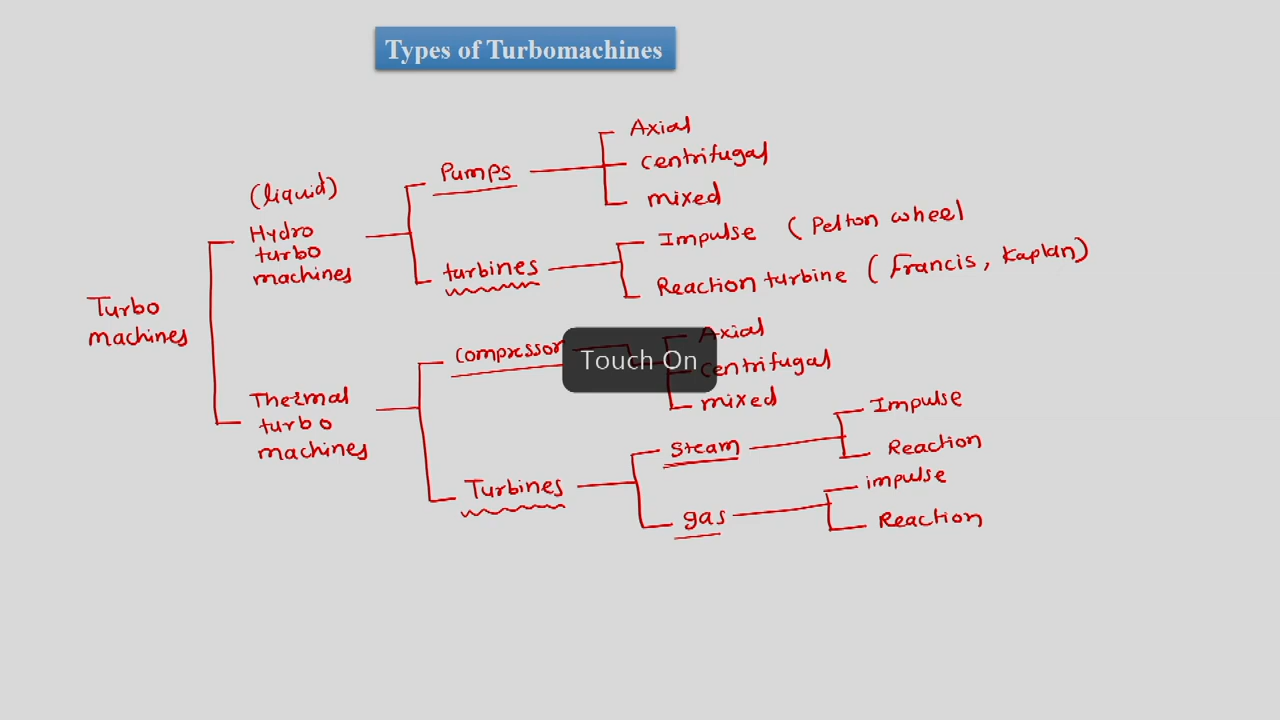 Types of Turbomachines
Axial
Centrifugal
Pumps
mixed
(liquid)
Hydro
turbo
machines
Impulse (Pelton wheel
turbines
Reaction turbine (Francis, Kaplan)
Turbo
machines
Axial
Compressor
Touch On
Centrifugal
mixed
Thermal
turbo
machines
Impulse
Steam
Reaction
impulse
Turbines
gas
Reaction